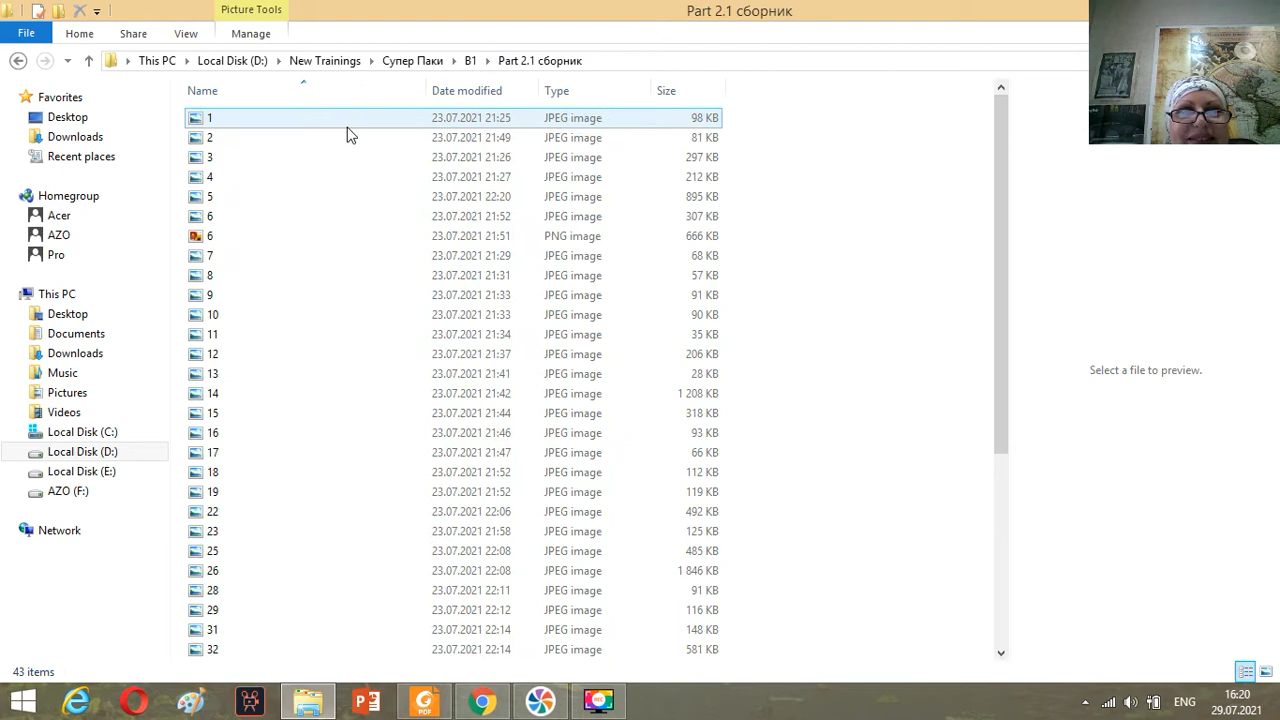 Picture Tools
Part 2.1 сборник
File
Home
Share
View
Manage
This PC
Local Disk (D:)
New Trainings
Супер Паки
B1
Part 2.1 сборник
Name
Date modified
Type
Size
Favorites
Desktop
Downloads
Recent places
Homegroup
Acer
AZO
Pro
This PC
Desktop
Documents
Downloads
Music
Pictures
Videos
Local Disk (C:)
Local Disk (D:)
Local Disk (E:)
AZO (F:)
Network
1 23.07.2021 21:25 JPEG image 98 KB
2 23.07.2021 21:49 JPEG image 81 KB
3 23.07.2021 21:26 JPEG image 297 KB
4 23.07.2021 21:27 JPEG image 212 KB
5 23.07.2021 22:20 JPEG image 895 KB
6 23.07.2021 21:52 JPEG image 307 KB
6 23.07.2021 21:51 PNG image 666 KB
7 23.07.2021 21:29 JPEG image 68 KB
8 23.07.2021 21:31 JPEG image 57 KB
9 23.07.2021 21:33 JPEG image 91 KB
10 23.07.2021 21:33 JPEG image 90 KB
11 23.07.2021 21:34 JPEG image 35 KB
12 23.07.2021 21:37 JPEG image 206 KB
13 23.07.2021 21:41 JPEG image 28 KB
14 23.07.2021 21:42 JPEG image 1 208 KB
15 23.07.2021 21:44 JPEG image 318 KB
16 23.07.2021 21:46 JPEG image 93 KB
17 23.07.2021 21:47 JPEG image 66 KB
18 23.07.2021 21:52 JPEG image 112 KB
19 23.07.2021 21:52 JPEG image 119 KB
22 23.07.2021 22:06 JPEG image 492 KB
23 23.07.2021 21:58 JPEG image 125 KB
25 23.07.2021 22:08 JPEG image 485 KB
26 23.07.2021 22:08 JPEG image 1 846 KB
28 23.07.2021 22:11 JPEG image 91 KB
29 23.07.2021 22:12 JPEG image 116 KB
31 23.07.2021 22:14 JPEG image 148 KB
32 23.07.2021 22:14 JPEG image 581 KB
Select a file to preview.
43 items
PDF
ENG
16:20
29.07.2021